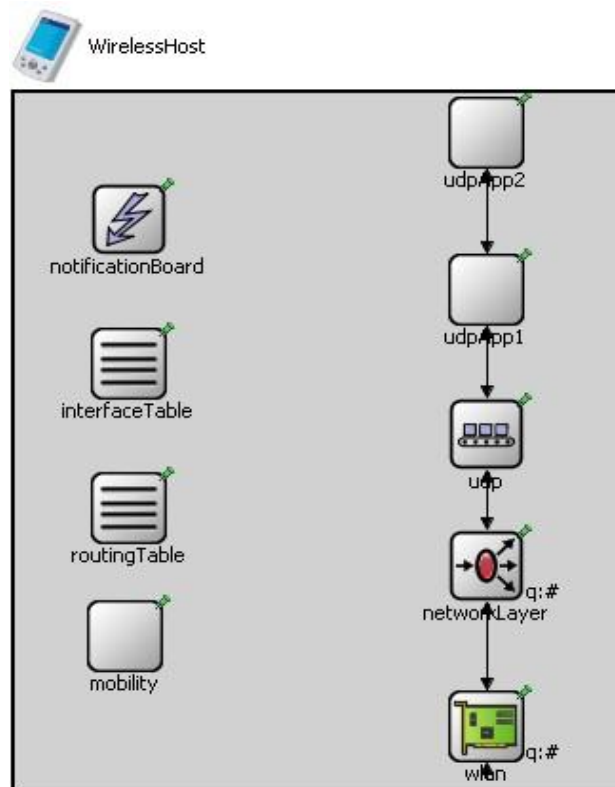 WirelessHost
udpApp2
notificationBoard
udpApp1
interfaceTable
udp
routingTable
q:#
networkLayer
mobility
q:#
wlan